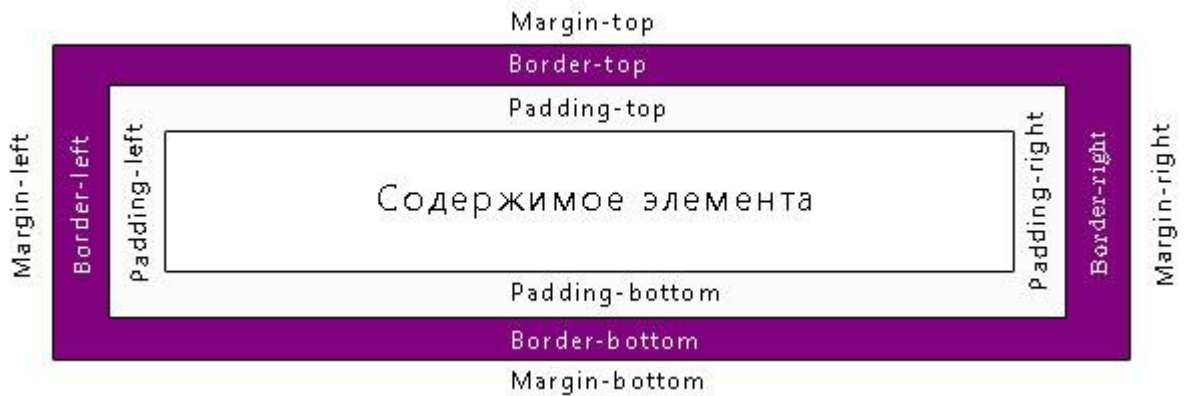 Margin-top
Border-top
Padding-top
Margin-left
Border-left
Padding-left
Содержимое элемента
Padding-right
Border-right
Margin-right
Padding-bottom
Border-bottom
Margin-bottom